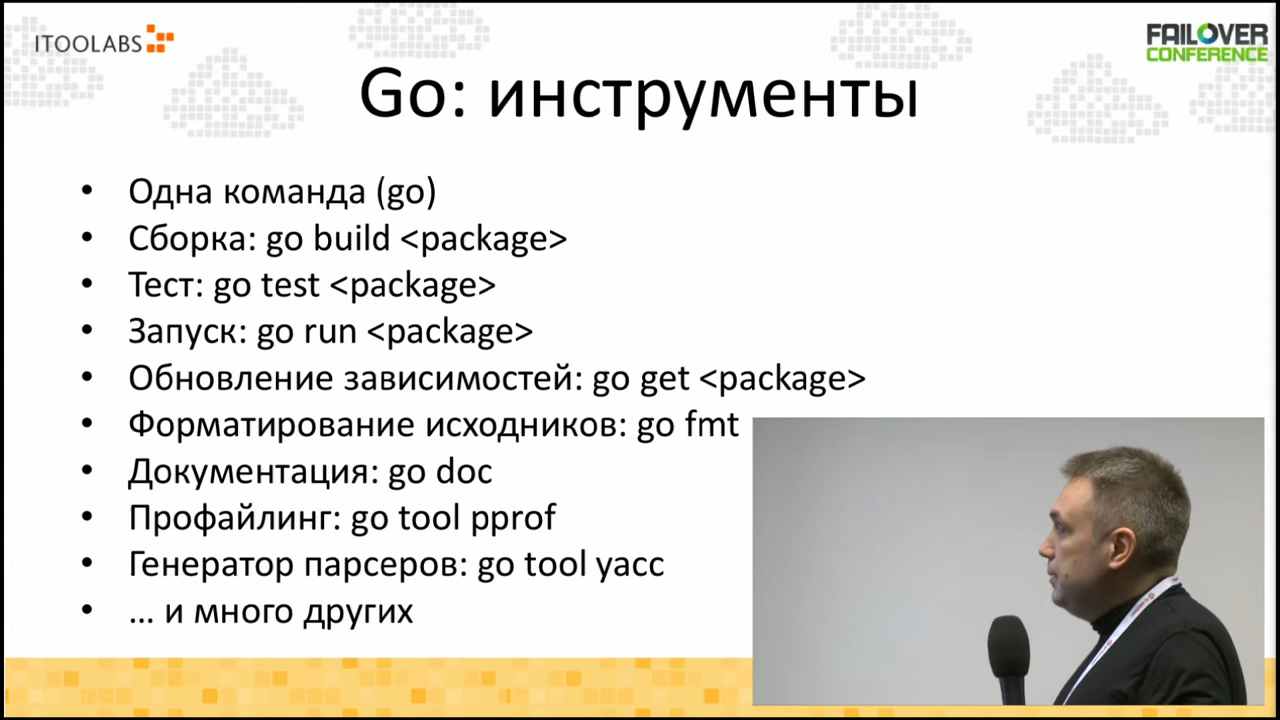 ITOOLABS
FAILOVER
CONFERENCE
Go: инструменты
• Одна команда (go)
• Сборка: go build <package>
• Тест: go test <package>
• Запуск: go run <package>
• Обновление зависимостей: go get <package>
• Форматирование исходников: go fmt
• Документация: go doc
• Профайлинг: go tool pprof
• Генератор парсеров: go tool yacc
• ... и много других